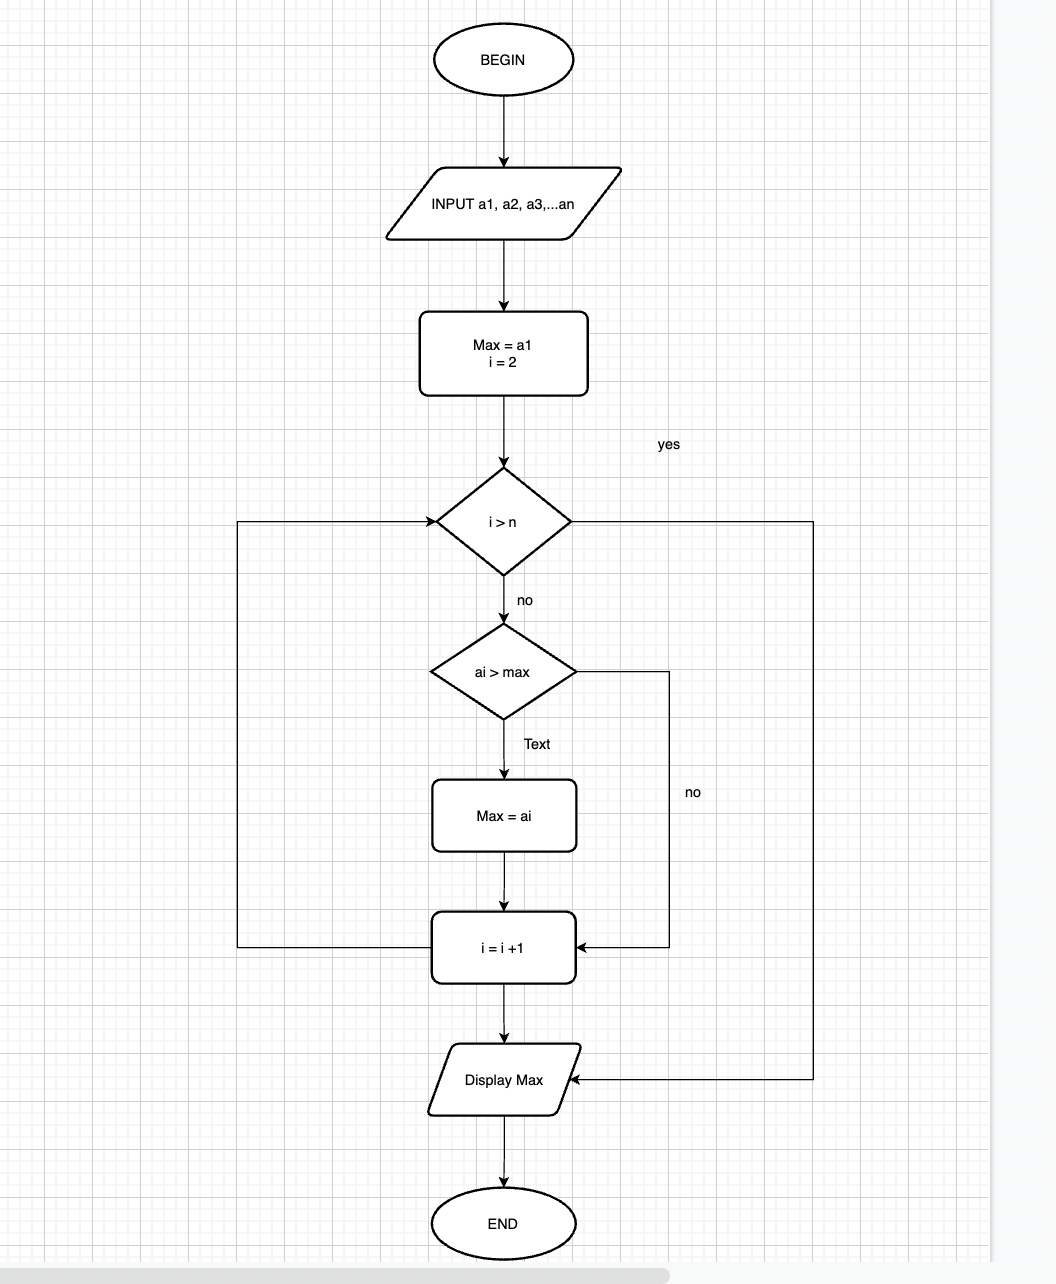 BEGIN
INPUT a1, a2, a3,...an
Max = a1
i = 2
yes
i > n
no
ai > max
Text
no
Max = ai
i = i +1
Display Max
END